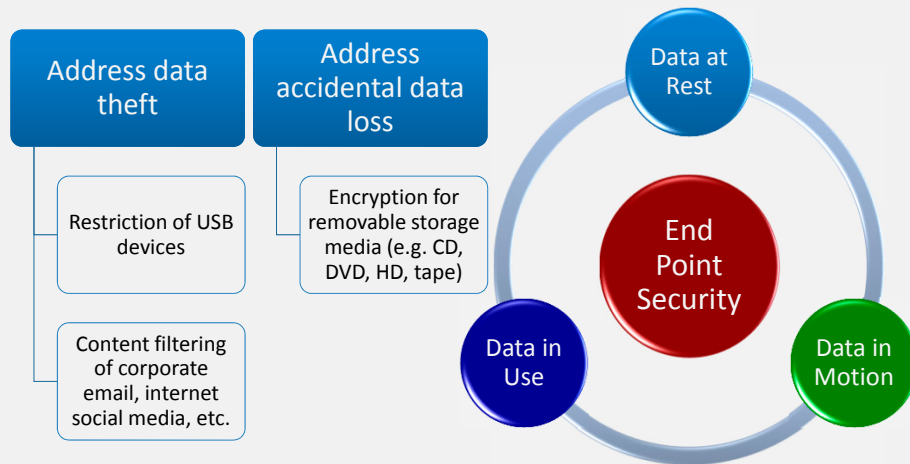 Address data
theft
Restriction of USB
devices
Content filtering
of corporate
email, internet
social media, etc.
Address
accidental data
loss
Encryption for
removable storage
media (e.g. CD,
DVD, HD, tape)
Data at
Rest
End
Point
Security
Data in
Use
Data in
Motion